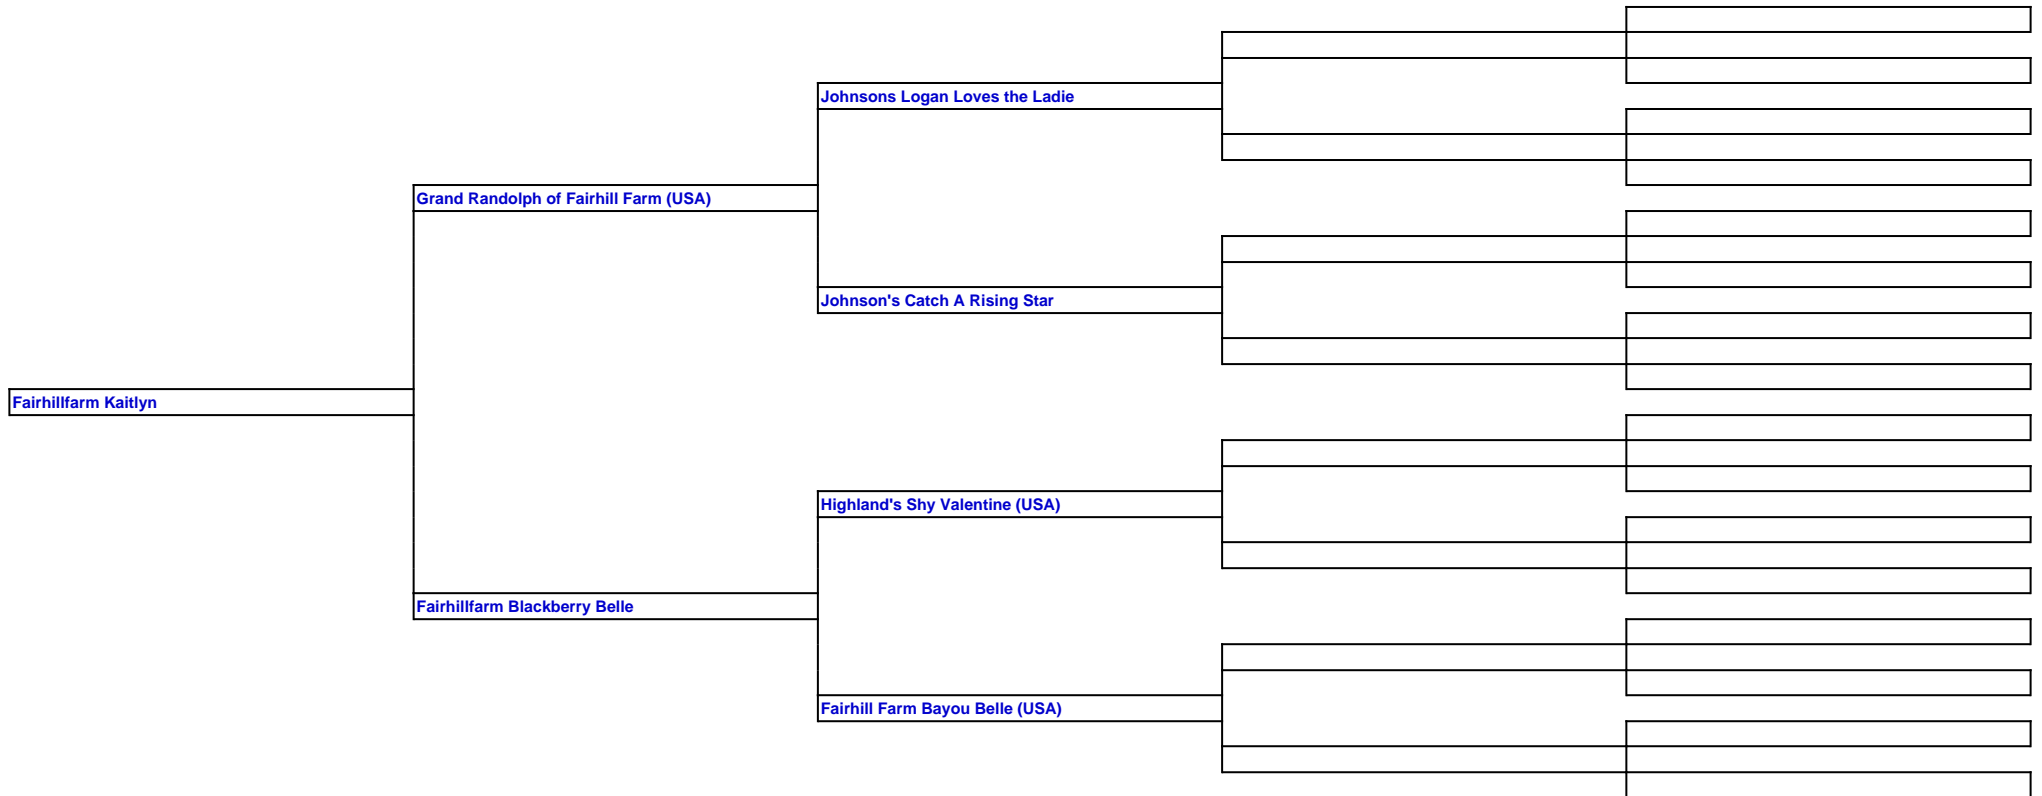 Johnsons Logan Loves the Ladie
Grand Randolph of Fairhill Farm (USA)
Johnson's Catch A Rising Star
Fairhillfarm Kaitlyn
Highland's Shy Valentine (USA)
Fairhillfarm Blackberry Belle
Fairhill Farm Bayou Belle (USA)